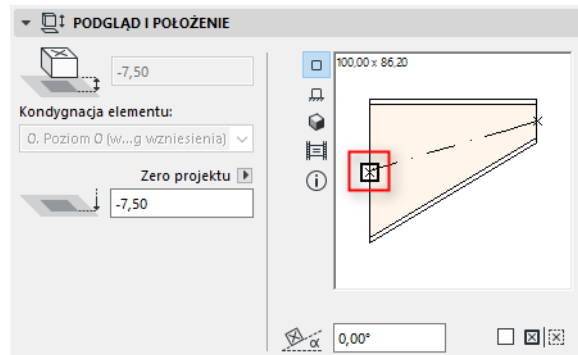 PODGLĄD I POŁOŻENIE
-7,50
Kondygnacja elementu:
0. Poziom 0 (w...g wzniesienia)
Zero projektu
-7,50
100,00 x 86,20
α 0,00°